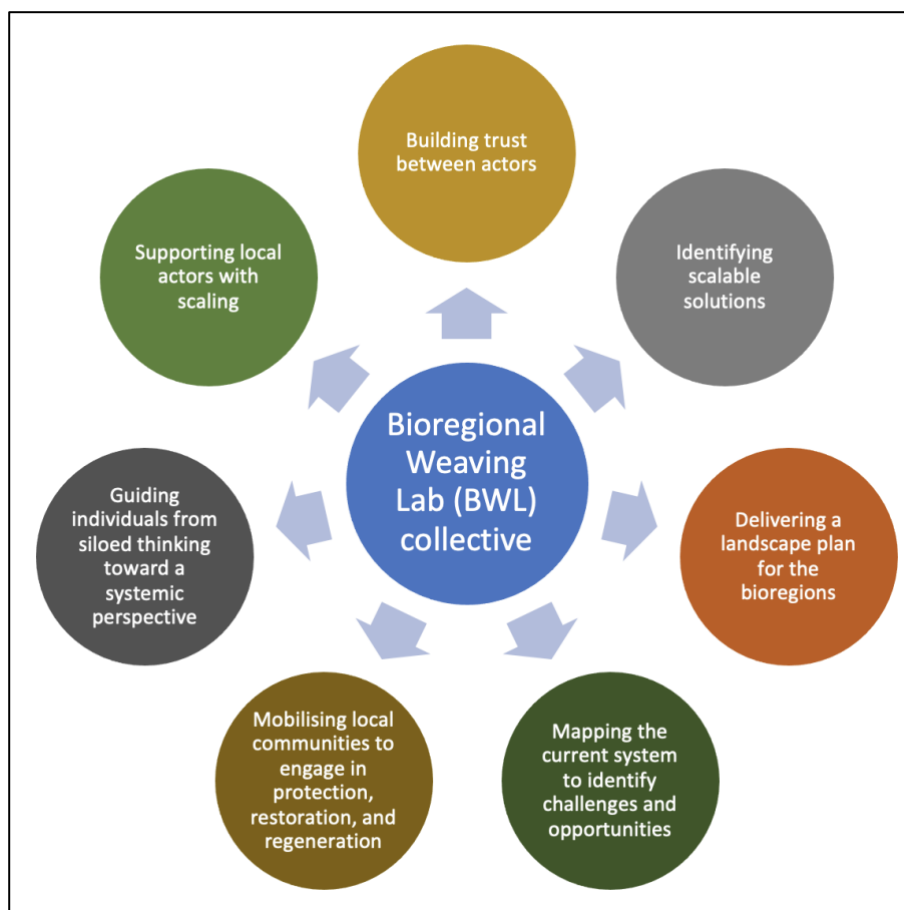 Building trust
between actors
Identifying
scalable
solutions
Delivering a
landscape plan
for the
bioregions
Mapping the
current system
to identify
challenges and
opportunities
Mobilising local
communities to
engage in
protection,
restoration, and
regeneration
Guiding
individuals from
siloed thinking
toward a
systemic
perspective
Supporting local
actors with
scaling
Bioregional
Weaving
Lab (BWL)
collective